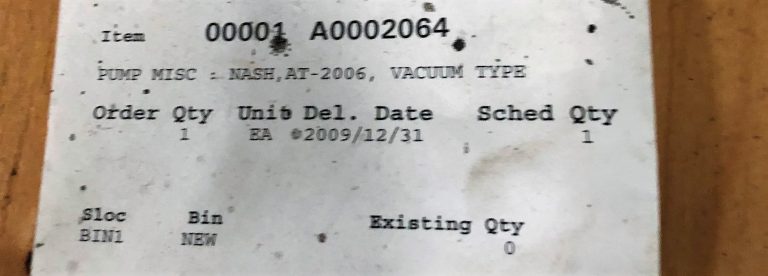 Item 00001 A0002064
PUMP MISC : NASH,AT-2006, VACUUM TYPE
Order Qty Unit Del. Date Sched Qty
1 EA 2009/12/31 1
Sloc Bin Existing Qty
BIN1 NEW 0